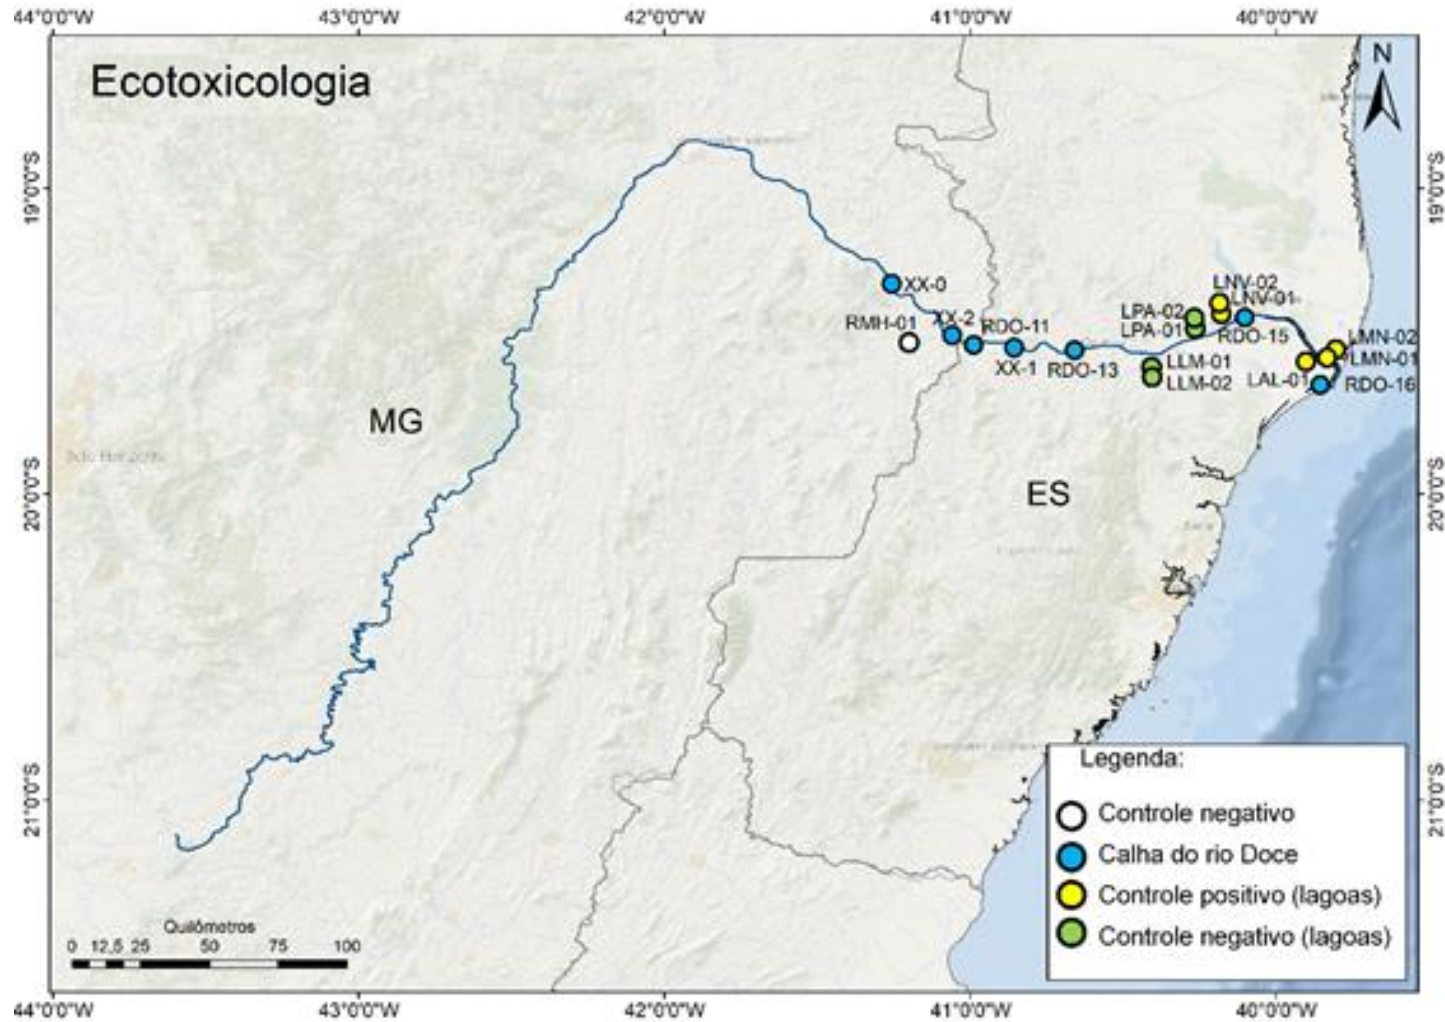 44°0'0"W 43°0'0"W 42°0'0"W 41°0'0"W 40°0'0"W
Ecotoxicologia
N
19°0'0"S 19°0'0"S
LNV-02
XX-0
LNV-01
LPA-02
RMH-01 XX-2 RDO-11
LPA-01 RDO-15 LMN-02
LLM-01 LMN-01
XX-1 RDO-13
LLM-02 LAL-01 RDO-16
MG
ES
20°0'0"S 20°0'0"S
Legenda:
21°0'0"S 21°0'0"S
Controle negativo
Calha do rio Doce
Controle positivo (lagoas)
Controle negativo (lagoas)
Quilômetros
0 12,5 25 50 75 100
44°0'0"W 43°0'0"W 42°0'0"W 41°0'0"W 40°0'0"W